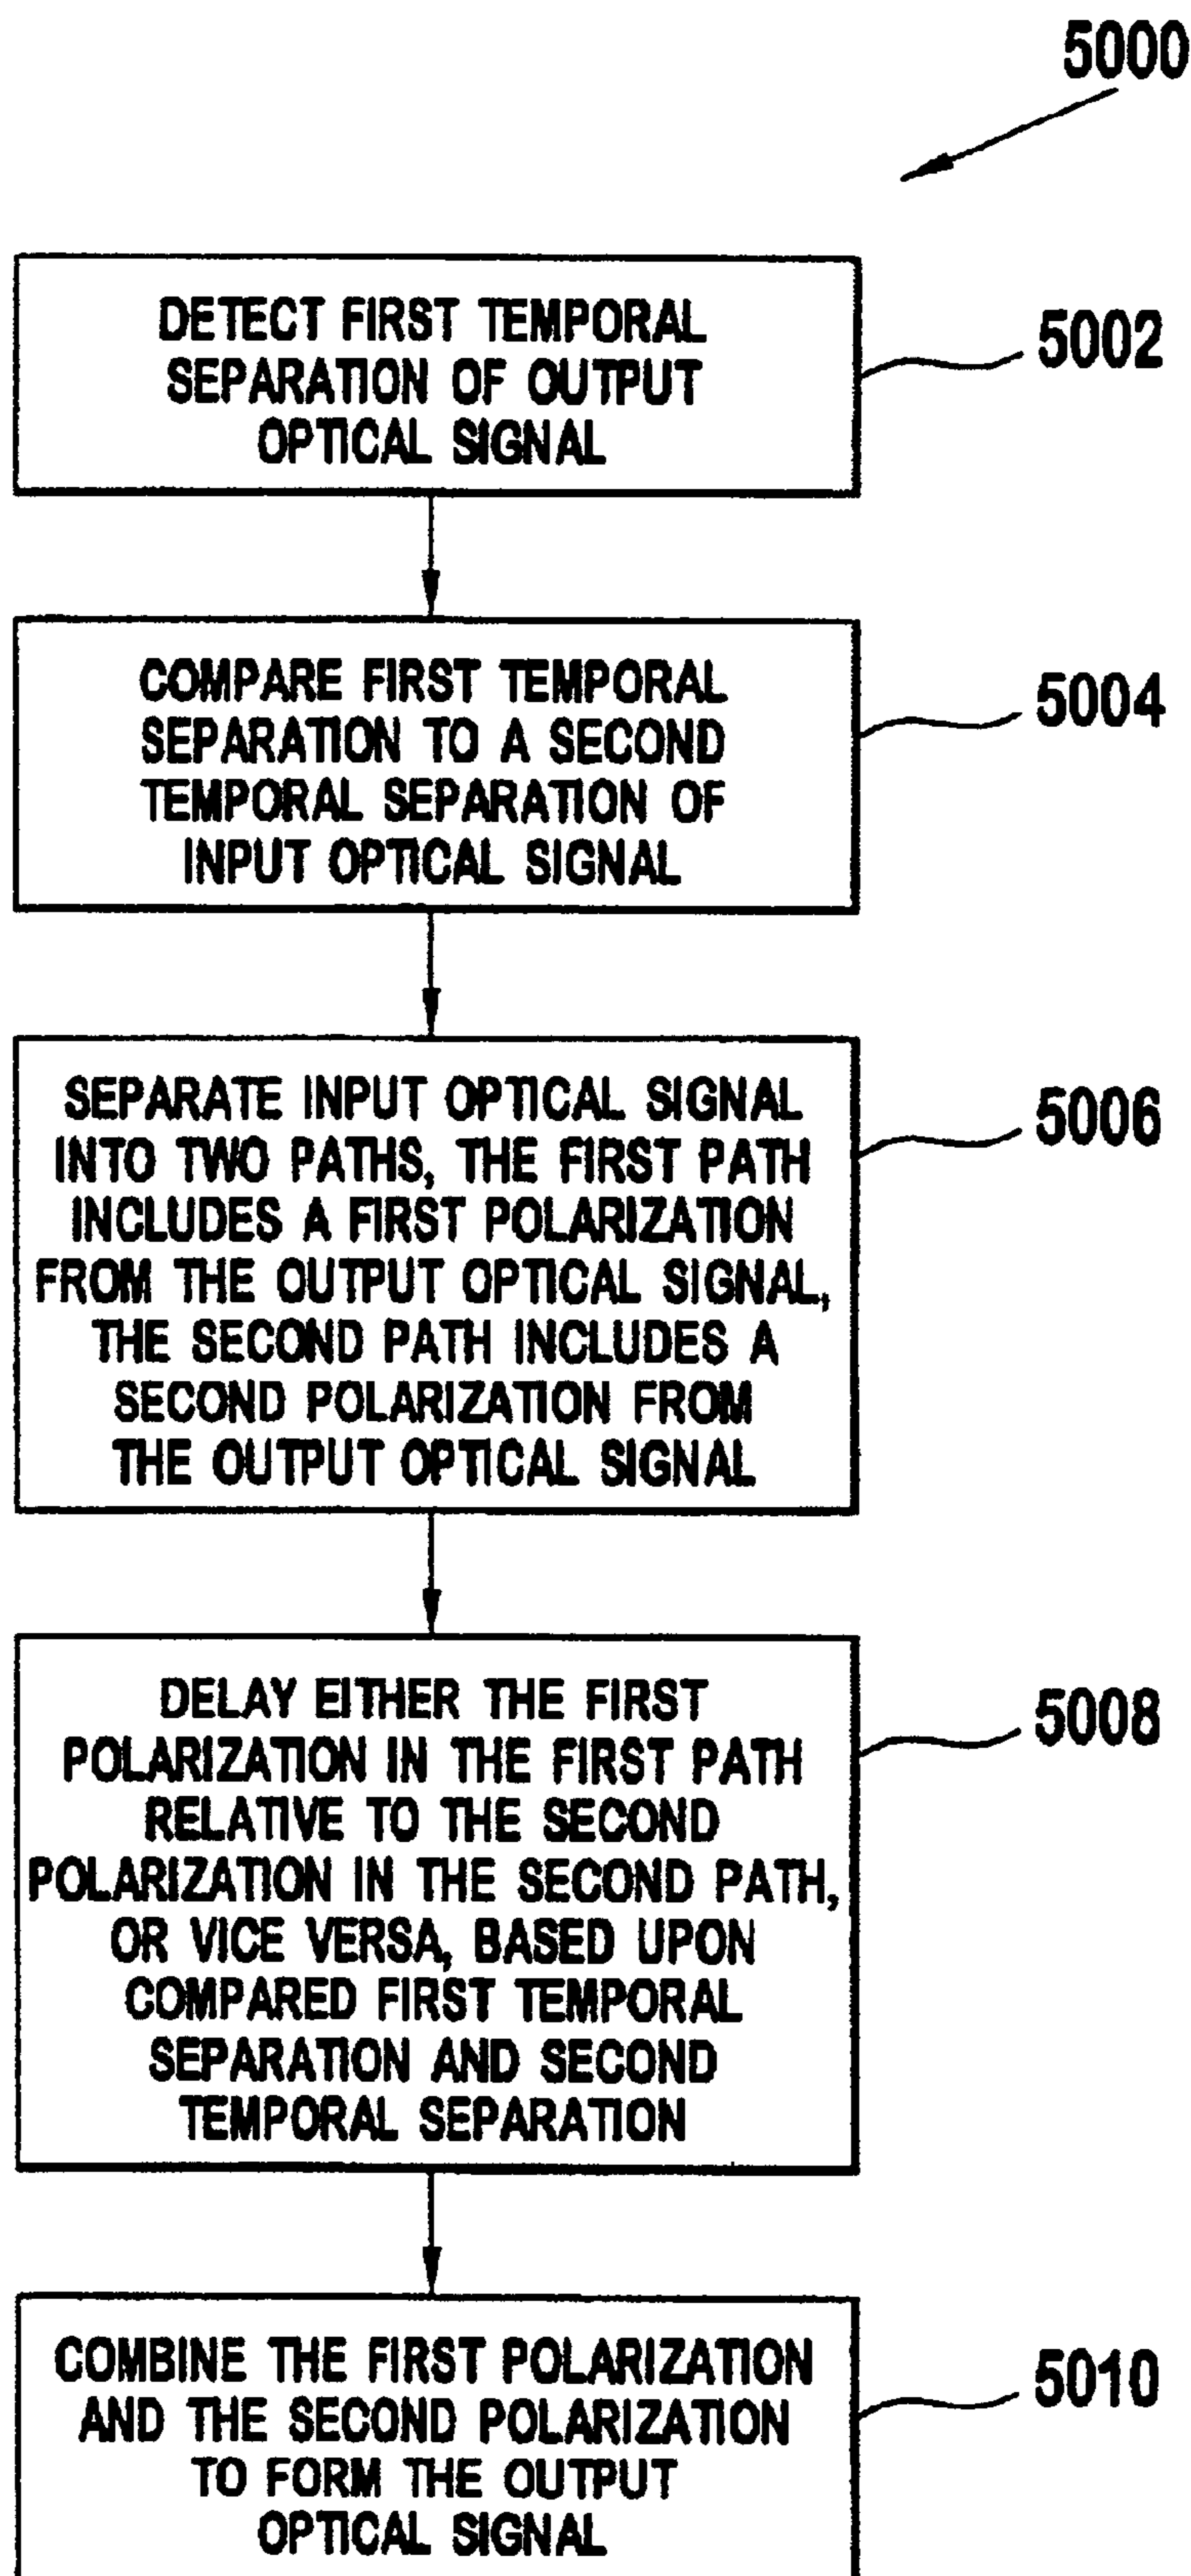 5000
DETECT FIRST TEMPORAL
SEPARATION OF OUTPUT
OPTICAL SIGNAL
5002
COMPARE FIRST TEMPORAL
SEPARATION TO A SECOND
TEMPORAL SEPARATION OF
INPUT OPTICAL SIGNAL
5004
SEPARATE INPUT OPTICAL SIGNAL
INTO TWO PATHS, THE FIRST PATH
INCLUDES A FIRST POLARIZATION
FROM THE OUTPUT OPTICAL SIGNAL,
THE SECOND PATH INCLUDES A
SECOND POLARIZATION FROM
THE OUTPUT OPTICAL SIGNAL
5006
DELAY EITHER THE FIRST
POLARIZATION IN THE FIRST PATH
RELATIVE TO THE SECOND
POLARIZATION IN THE SECOND PATH,
OR VICE VERSA, BASED UPON
COMPARED FIRST TEMPORAL
SEPARATION AND SECOND
TEMPORAL SEPARATION
5008
COMBINE THE FIRST POLARIZATION
AND THE SECOND POLARIZATION
TO FORM THE OUTPUT
OPTICAL SIGNAL
5010